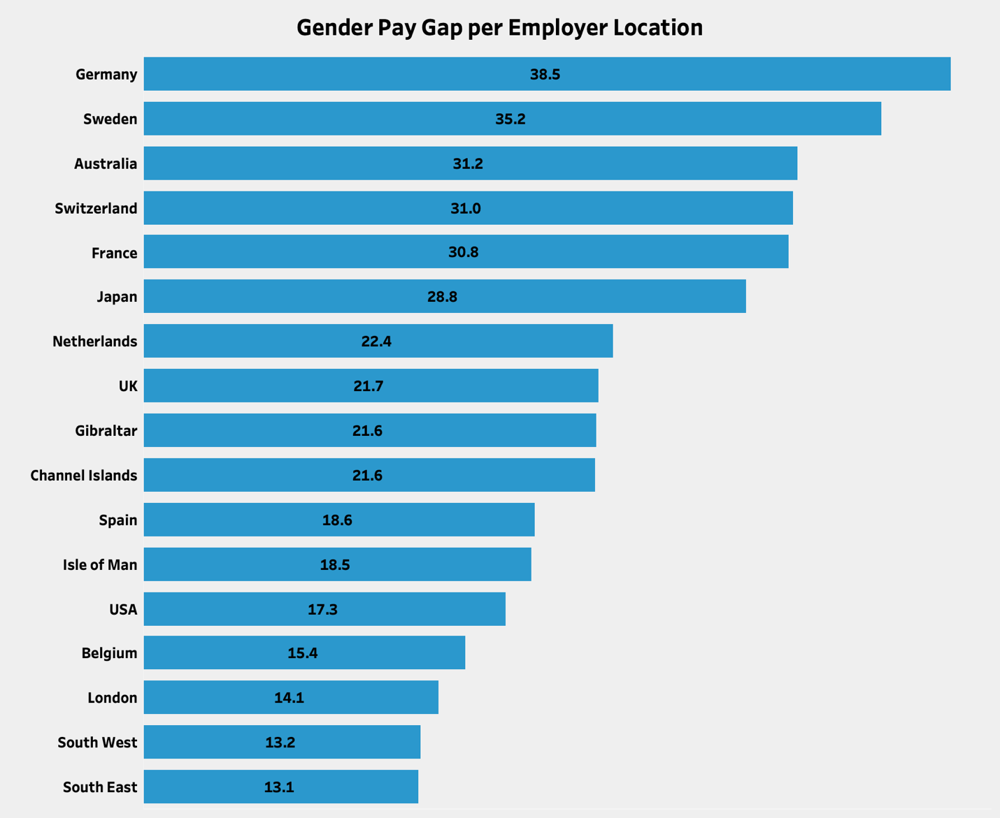 Gender Pay Gap per Employer Location
Germany 38.5
Sweden 35.2
Australia 31.2
Switzerland 31.0
France 30.8
Japan 28.8
Netherlands 22.4
UK 21.7
Gibraltar 21.6
Channel Islands 21.6
Spain 18.6
Isle of Man 18.5
USA 17.3
Belgium 15.4
London 14.1
South West 13.2
South East 13.1